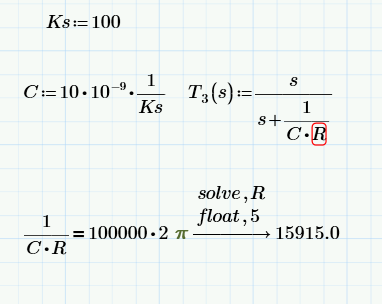 Ks:=100
C:=10•10⁻⁹•1/Ks T₃(s):=s/(s+1/(C•R))
solve,R
float,5
1/(C•R)=100000•2 π → 15915.0